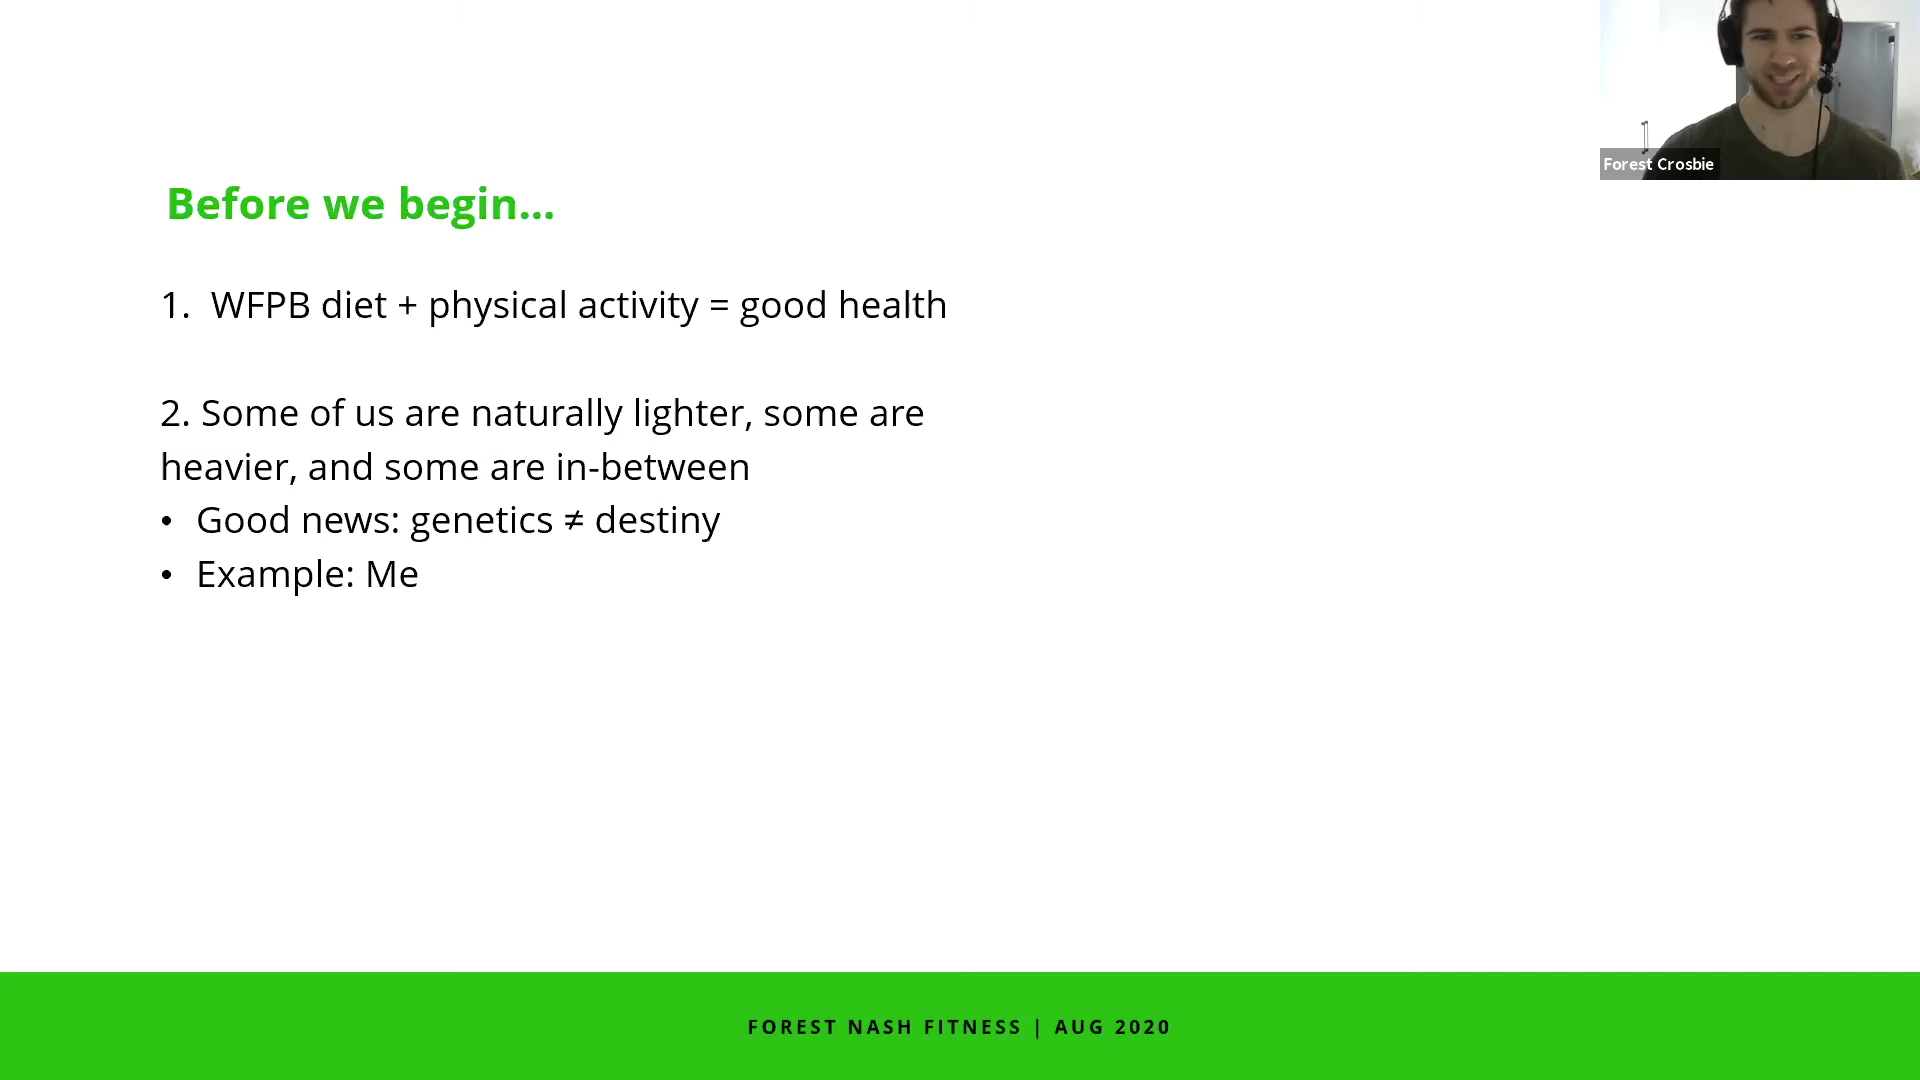 Forest Crosbie
Before we begin...
1. WFPB diet + physical activity = good health
2. Some of us are naturally lighter, some are
heavier, and some are in-between
• Good news: genetics ≠ destiny
• Example: Me
FOREST NASH FITNESS | AUG 2020